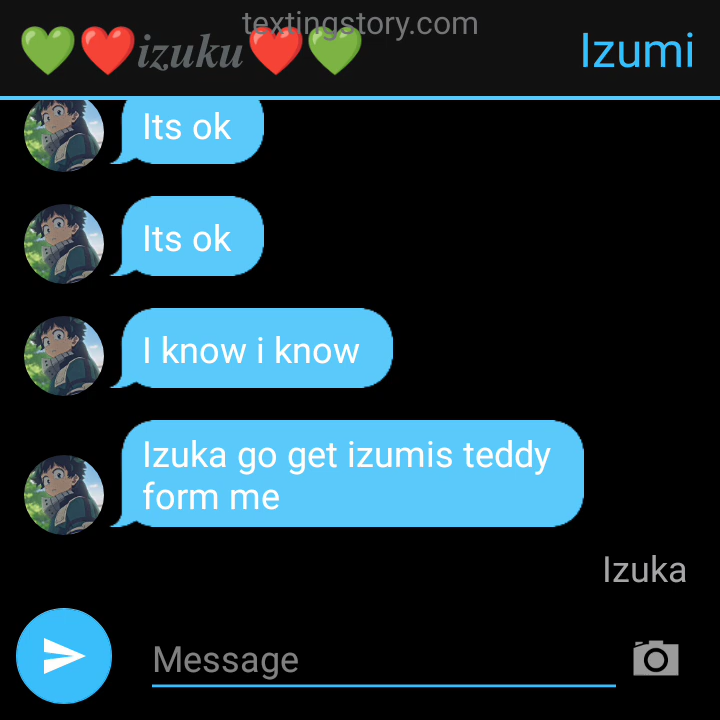 textingstory.com
💚❤️izuku❤️💚 Izumi
Its ok
Its ok
I know i know
Izuka go get izumis teddy
form me
Izuka
Message